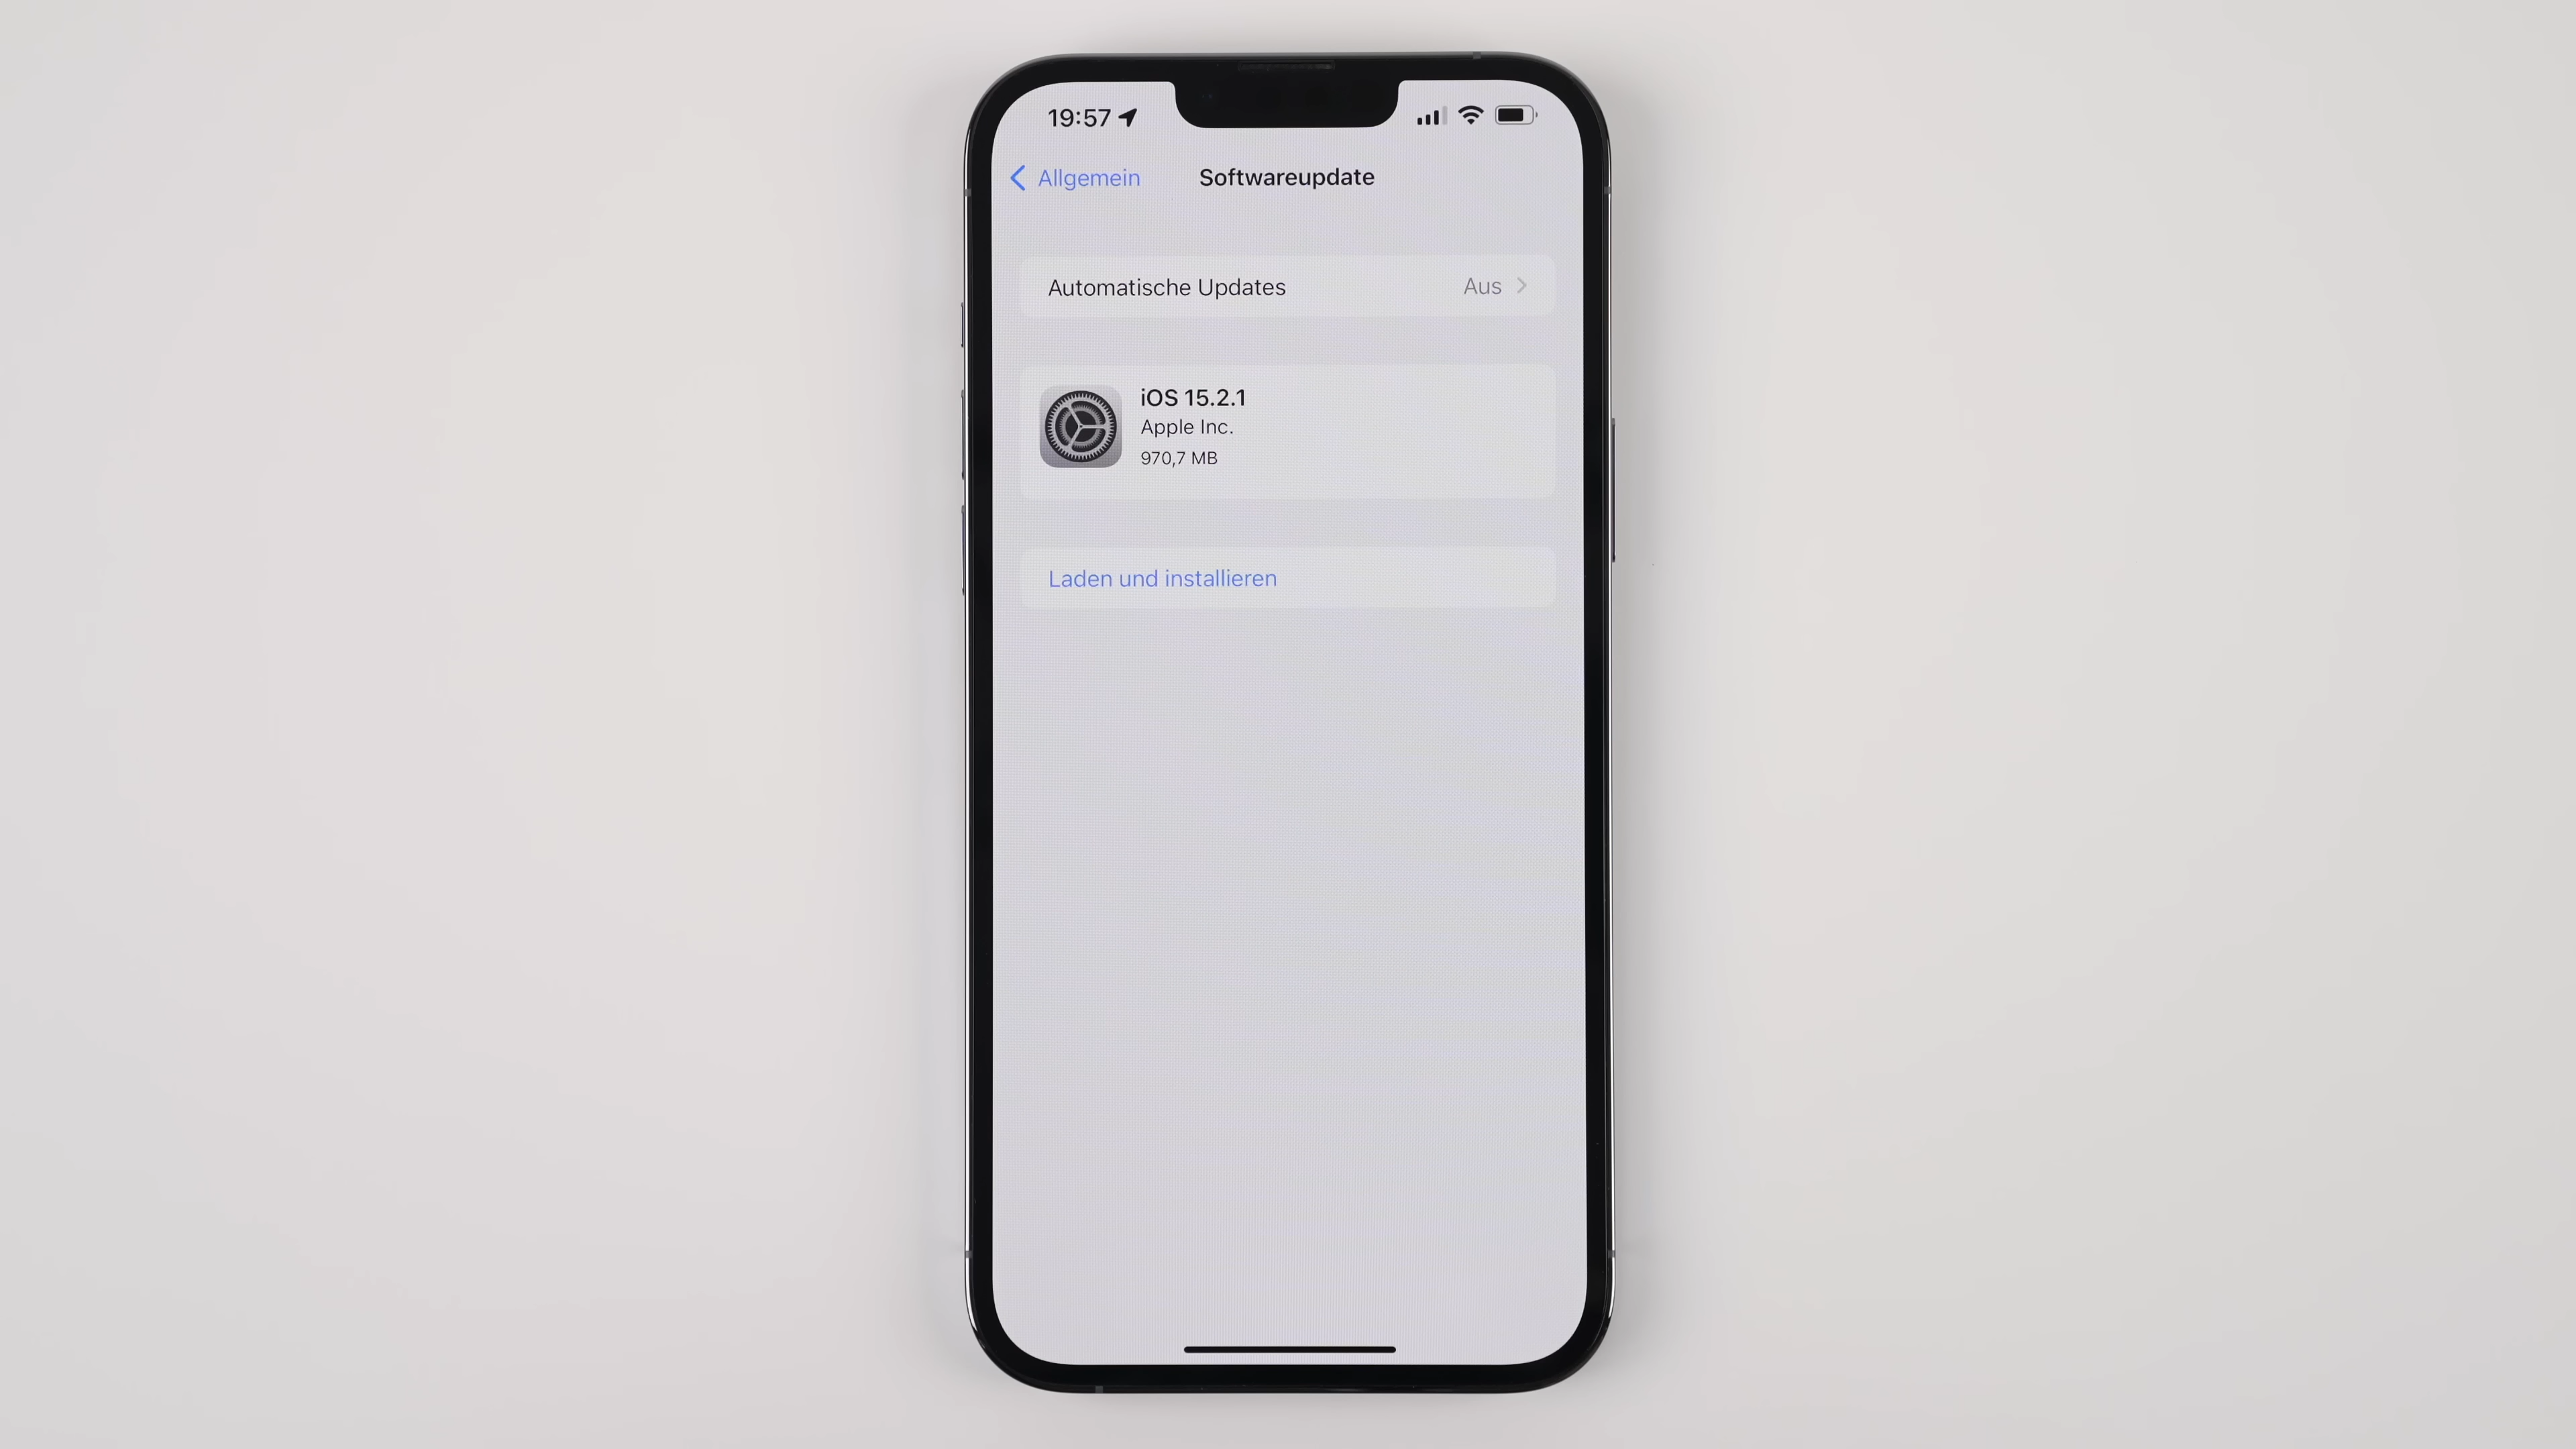 19:57
Allgemein Softwareupdate
Automatische Updates Aus
iOS 15.2.1
Apple Inc.
970,7 MB
Laden und installieren